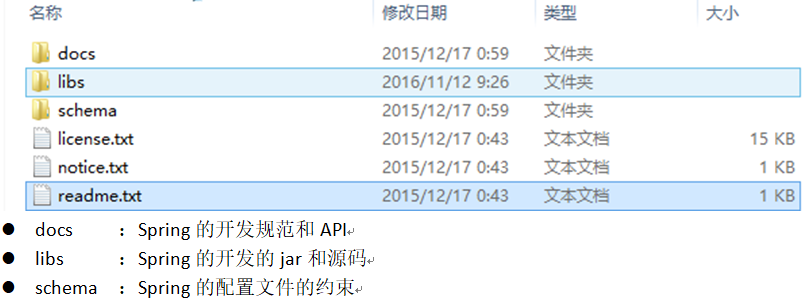 名称 修改日期 类型 大小
docs 2015/12/17 0:59 文件夹
libs 2016/11/12 9:26 文件夹
schema 2015/12/17 0:59 文件夹
license.txt 2015/12/17 0:43 文本文档 15 KB
notice.txt 2015/12/17 0:43 文本文档 1 KB
readme.txt 2015/12/17 0:43 文本文档 1 KB
● docs ：Spring 的开发规范和 API
● libs ：Spring 的开发的 jar 和源码
● schema ：Spring 的配置文件的约束